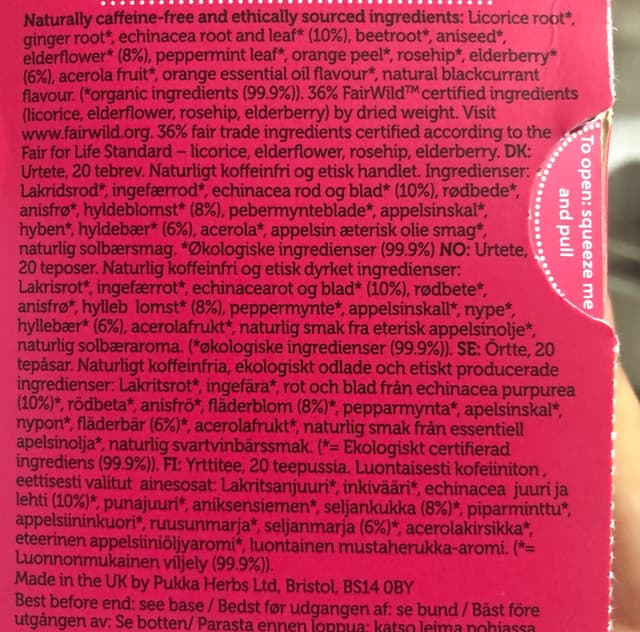 Naturally caffeine-free and ethically sourced ingredients: Licorice root*,
ginger root*, echinacea root and leaf* (10%), beetroot*, aniseed*,
elderflower* (8%), peppermint leaf*, orange peel*, rosehip*, elderberry*
(6%), acerola fruit*, orange essential oil flavour*, natural blackcurrant
flavour. (*organic ingredients (99.9%)). 36% FairWild™ certified ingredients
(licorice, elderflower, rosehip, elderberry) by dried weight. Visit
www.fairwild.org. 36% fair trade ingredients certified according to the
Fair for Life Standard – licorice, elderflower, rosehip, elderberry. DK:
Urtete, 20 tebrev. Naturligt koffeinfri og etisk handlet. Ingredienser:
Lakridsrod*, ingefærrod*, echinacea rod og blad* (10%), rødbede*,
anisfrø*, hyldeblomst* (8%), pebermynteblade*, appelsinskal*,
hyben*, hyldebær* (6%), acerola*, appelsin æterisk olie smag*,
naturlig solbærsmag. *Økologiske ingredienser (99.9%) NO: Urtete,
20 teposer. Naturlig koffeinfri og etisk dyrket ingredienser:
Lakrisrot*, ingefærrot*, echinacearot og blad* (10%), rødbete*,
anisfrø*, hylleb lomst* (8%), peppermynte*, appelsinskall*, nype*,
hyllebær* (6%), acerolafrukt*, naturlig smak fra eterisk appelsinolje*,
naturlig solbæraroma. (*økologiske ingredienser (99.9%)). SE: Örtte, 20
tepåsar. Naturligt koffeinfria, ekologiskt odlade och etiskt producerade
ingredienser: Lakritsrot*, ingefära*, rot och blad från echinacea purpurea
(10%)*, rödbeta*, anisfrö*, fläderblom (8%)*, pepparmynta*, apelsinskal*,
nypon*, fläderbär (6%)*, acerolafrukt*, naturlig smak från essentiell
apelsinolja*, naturlig svartvinbärssmak. (*= Ekologiskt certifierad
ingrediens (99.9%)). FI: Yrttitee, 20 teepussia. Luontaisesti kofeiiniton,
eettisesti valitut ainesosat: Lakritsanjuuri*, inkivääri*, echinacea juuri ja
lehti (10%)*, punajuuri*, aniksensiemen*, seljankukka (8%)*, piparminttu*,
appelsiininkuori*, ruusunmarja*, seljanmarja (6%)*, acerolakirsikka*,
eteerinen appelsiiniöljyaromi*, luontainen mustaherukka-aromi. (*=
Luonnonmukainen viljely (99.9%)).
Made in the UK by Pukka Herbs Ltd, Bristol, BS14 0BY
Best before end: see base / Bedst før udgangen af: se bund / Bäst före
utgången av: Se botten/ Parasta ennen loppua: katso leima pohjassa
To open: squeeze me
and pull